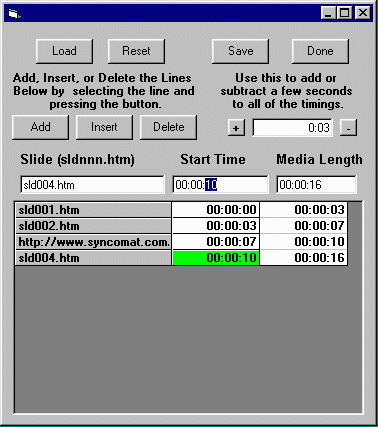 Load Reset Save Done
Add, Insert, or Delete the Lines
Below by selecting the line and
pressing the button.
Use this to add or
subtract a few seconds
to all of the timings.
Add Insert Delete + 0:03 -
Slide (sldnnn.htm) Start Time Media Length
sld004.htm 00:00:10 00:00:16
sld001.htm 00:00:00 00:00:03
sld002.htm 00:00:03 00:00:07
http://www.syncomat.com. 00:00:07 00:00:10
sld004.htm 00:00:10 00:00:16